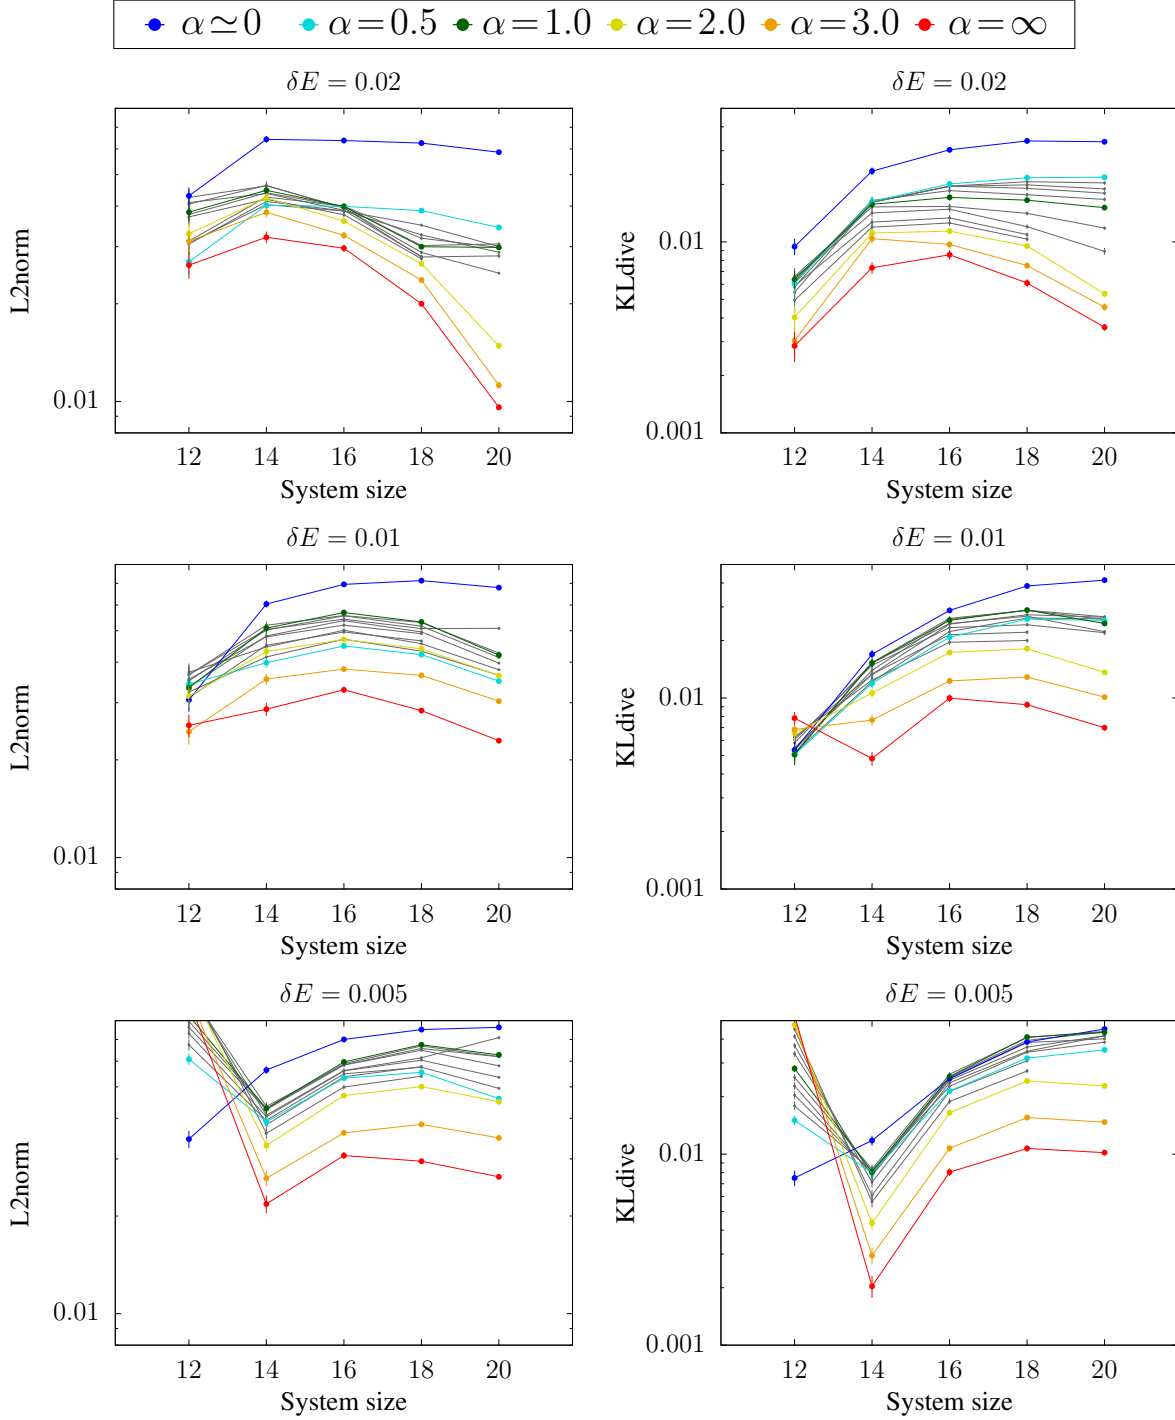 α≃0 α=0.5 α=1.0 α=2.0 α=3.0 α=∞
δE = 0.02
L2norm
0.01
12 14 16 18 20
System size
δE = 0.02
KLdive
0.01
0.001
12 14 16 18 20
System size
δE = 0.01
L2norm
0.01
12 14 16 18 20
System size
δE = 0.01
KLdive
0.01
0.001
12 14 16 18 20
System size
δE = 0.005
L2norm
0.01
12 14 16 18 20
System size
δE = 0.005
KLdive
0.01
0.001
12 14 16 18 20
System size